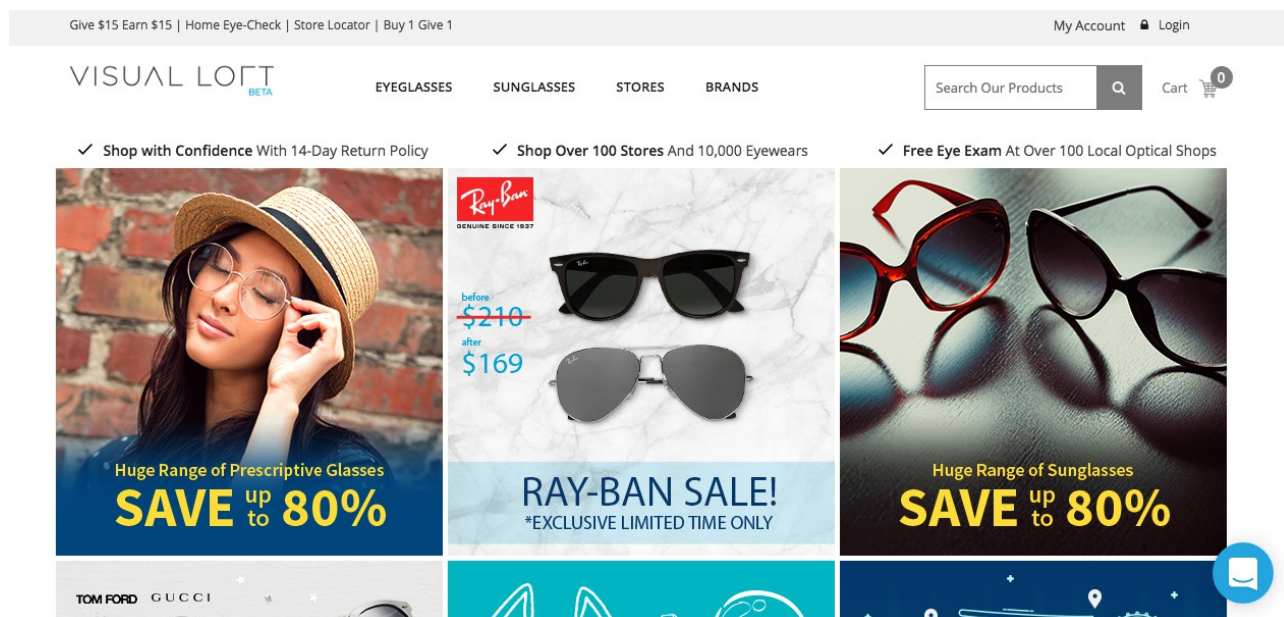 Give $15 Earn $15 | Home Eye-Check | Store Locator | Buy 1 Give 1
My Account Login
VISUAL LOFT
BETA
EYEGLASSES SUNGLASSES STORES BRANDS
Search Our Products
Cart 0
Shop with Confidence With 14-Day Return Policy
Shop Over 100 Stores And 10,000 Eyewears
Free Eye Exam At Over 100 Local Optical Shops
Huge Range of Prescriptive Glasses
SAVE up to 80%
Ray-Ban
GENUINE SINCE 1937
before
$210
after
$169
Ray-Ban
Ray-Ban
RAY-BAN SALE!
*EXCLUSIVE LIMITED TIME ONLY
Huge Range of Sunglasses
SAVE up to 80%
TOM FORD GUCCI